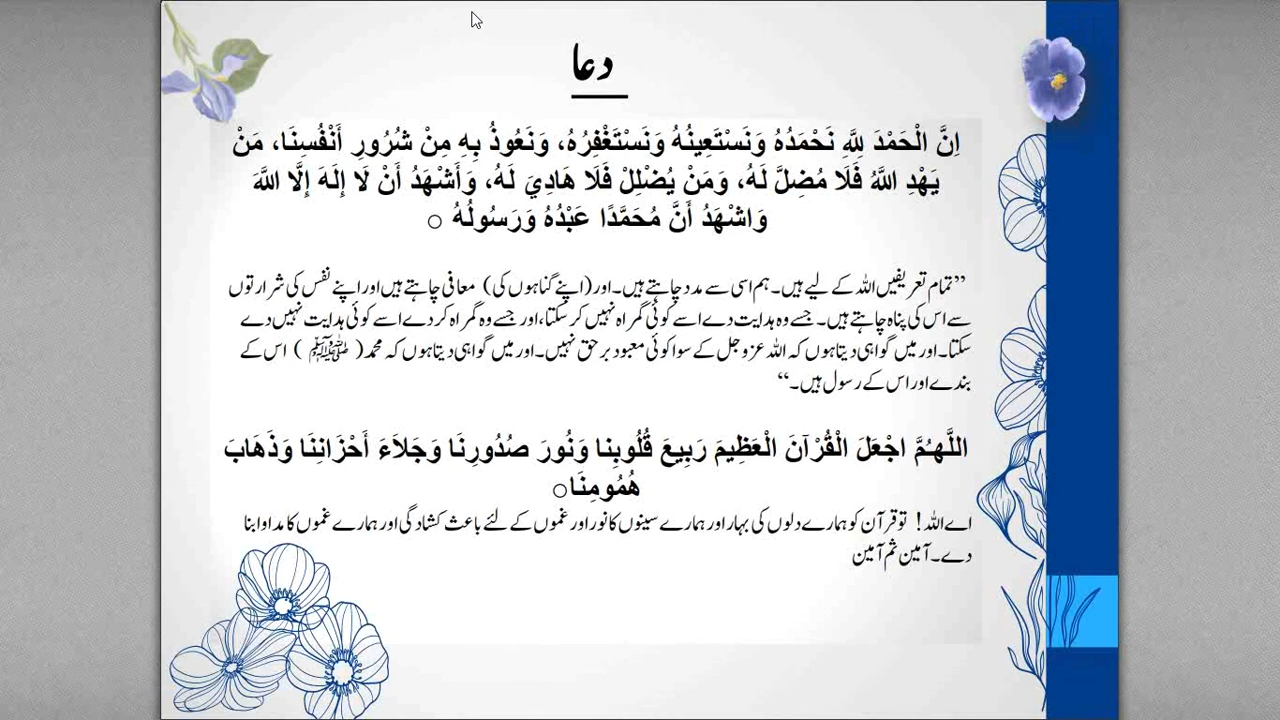 دعا
اِنَّ الْحَمْدَ لِلَّهِ نَحْمَدُهُ وَنَسْتَعِينُهُ وَنَسْتَغْفِرُهُ، وَنَعُوذُ بِهِ مِنْ شُرُورِ أَنْفُسِنَا، مَنْ
يَهْدِ اللَّهُ فَلَا مُضِلَّ لَهُ، وَمَنْ يُضْلِلْ فَلَا هَادِيَ لَهُ، وَأَشْهَدُ أَنْ لَا إِلَهَ إِلَّا اللَّهُ
وَاشْهَدُ أَنَّ مُحَمَّدًا عَبْدُهُ وَرَسُولُهُ ○
”تمام تعریفیں اللہ کے لیے ہیں۔ ہم اسی سے مدد چاہتے ہیں۔ اور (اپنے گناہوں کی) معافی چاہتے ہیں اور اپنے نفس کی شرارتوں
سے اس کی پناہ چاہتے ہیں۔ جسے وہ ہدایت دے اسے کوئی گمراہ نہیں کر سکتا، اور جسے وہ گمراہ کر دے اسے کوئی ہدایت نہیں دے
سکتا۔ اور میں گواہی دیتا ہوں کہ اللہ عزوجل کے سوا کوئی معبود برحق نہیں۔ اور میں گواہی دیتا ہوں کہ محمد( ﷺ ) اس کے
بندے اور اس کے رسول ہیں۔“
اللَّهُمَّ اجْعَلَ الْقُرْآنَ الْعَظِيمَ رَبِيعَ قُلُوبِنا وَنُورَ صُدُورِنَا وَجَلاَءَ أَحْزَانِنَا وَذَهَابَ
هُمُومِنَا○
اے اللہ! تو قرآن کو ہمارے دلوں کی بہار اور ہمارے سینوں کا نور اور غموں کے لئے باعث کشادگی اور ہمارے غموں کا مداوا بنا
دے۔ آمین ثم آمین